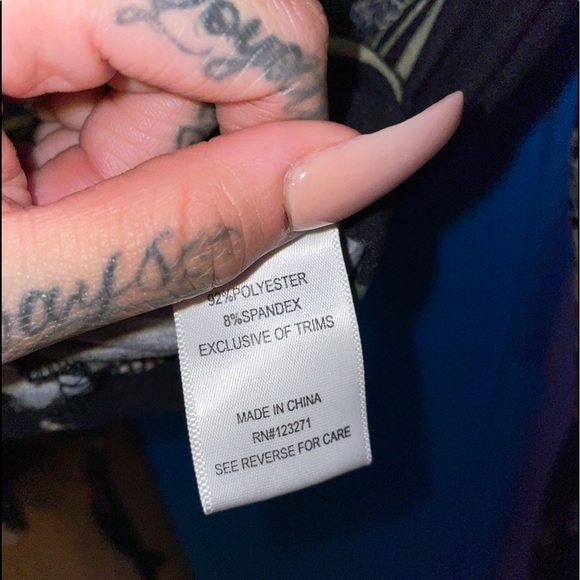 92%POLYESTER
8%SPANDEX
EXCLUSIVE OF TRIMS
MADE IN CHINA
RN#123271
SEE REVERSE FOR CARE